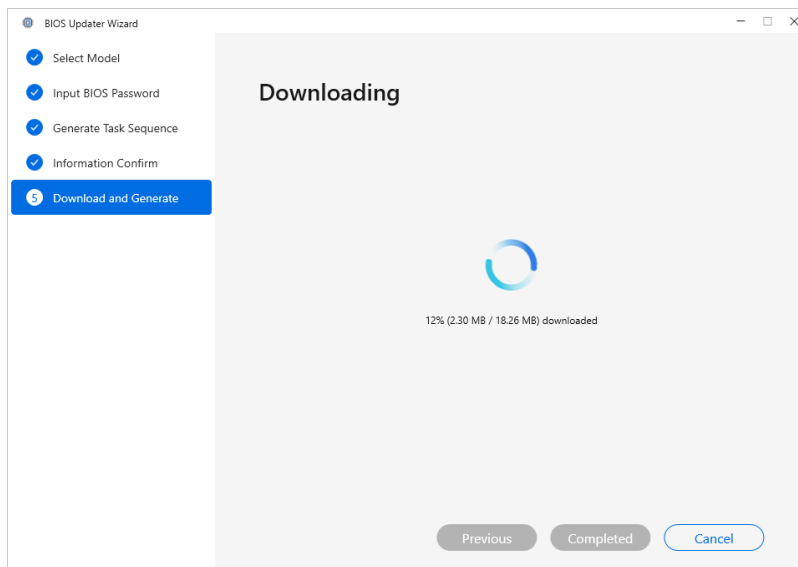 BIOS Updater Wizard
Select Model
Input BIOS Password
Generate Task Sequence
Information Confirm
5 Download and Generate
Downloading
12% (2.30 MB / 18.26 MB) downloaded
Previous Completed Cancel